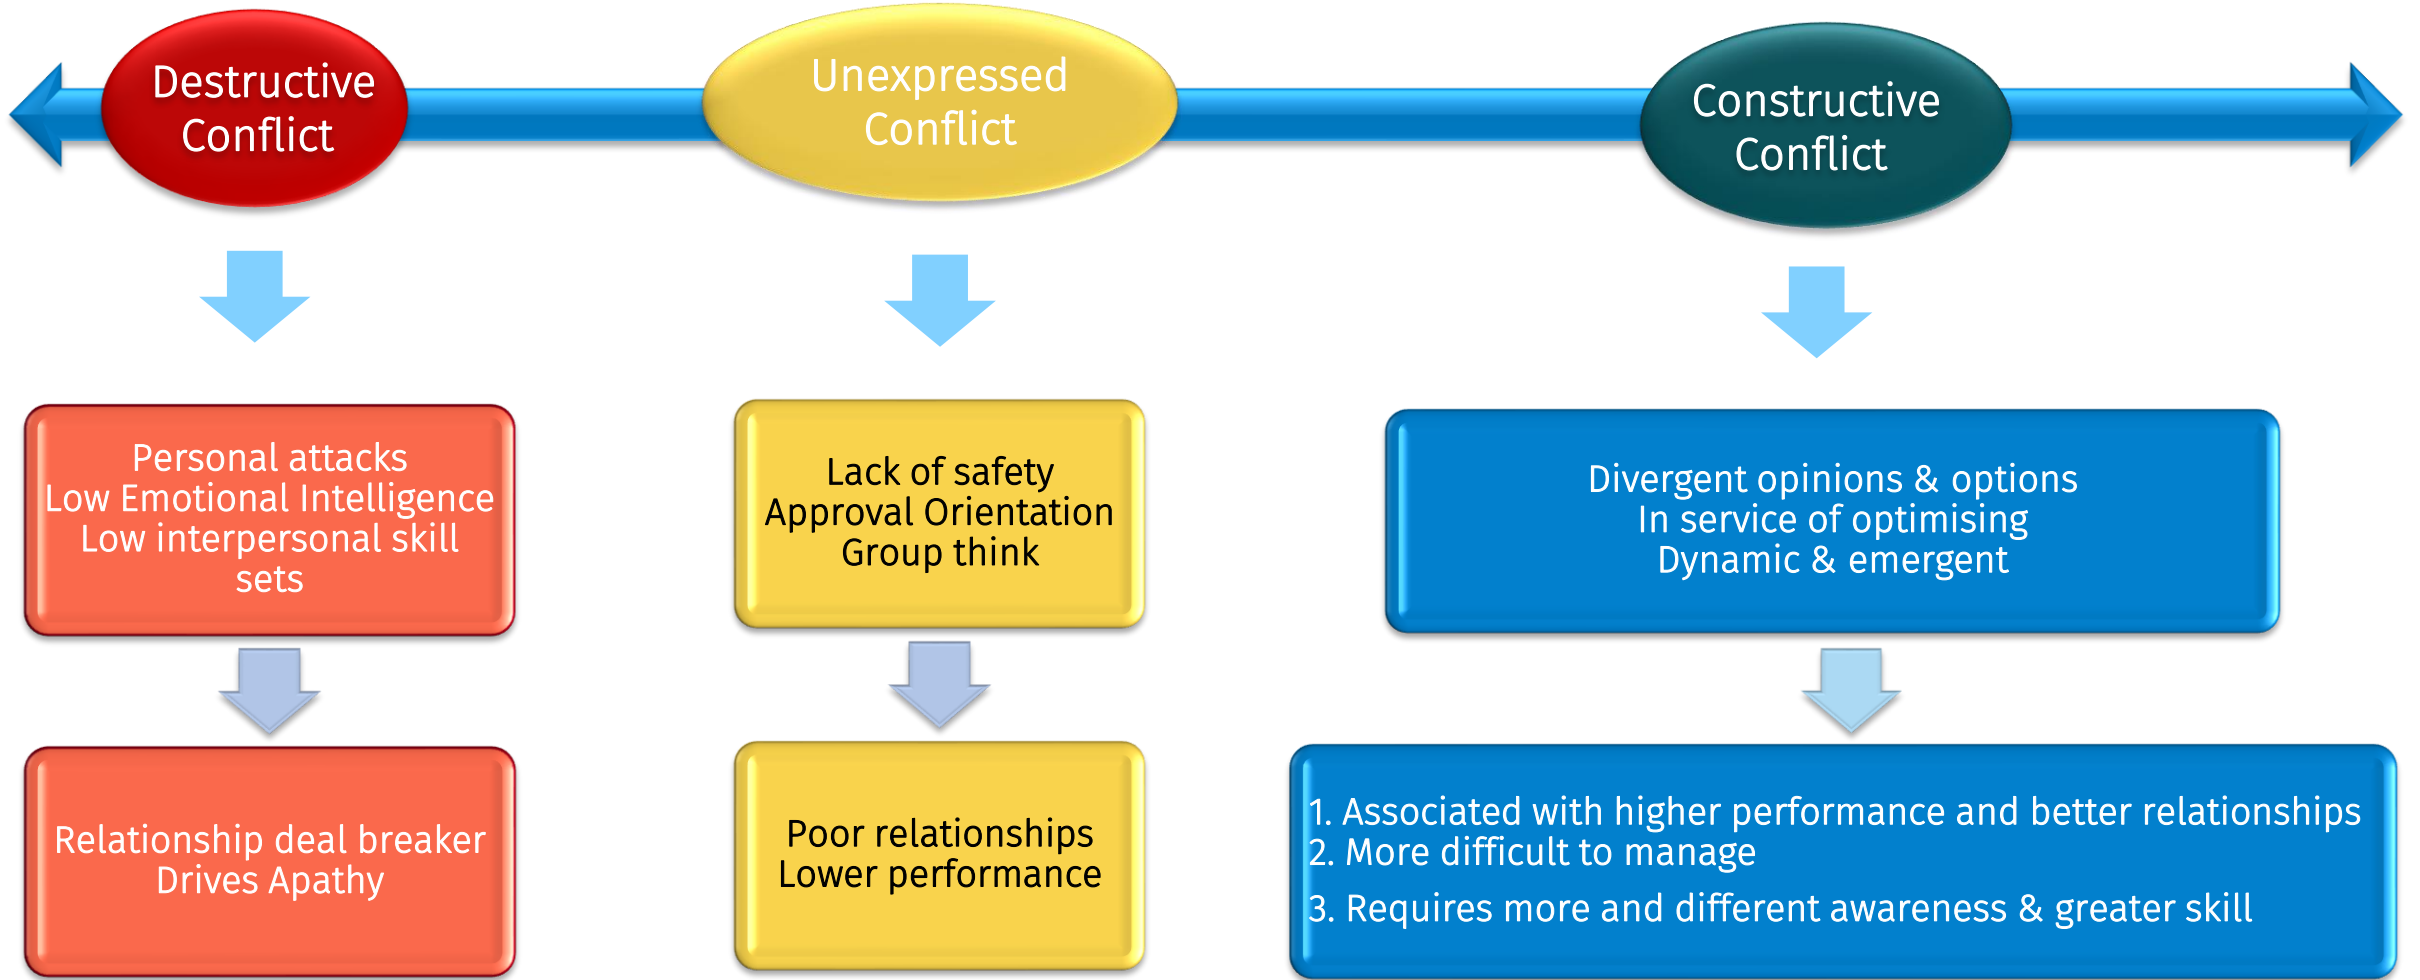 Destructive
Conflict
Unexpressed
Conflict
Constructive
Conflict
Personal attacks
Low Emotional Intelligence
Low interpersonal skill
sets
Lack of safety
Approval Orientation
Group think
Divergent opinions & options
In service of optimising
Dynamic & emergent
Relationship deal breaker
Drives Apathy
Poor relationships
Lower performance
1. Associated with higher performance and better relationships
2. More difficult to manage
3. Requires more and different awareness & greater skill